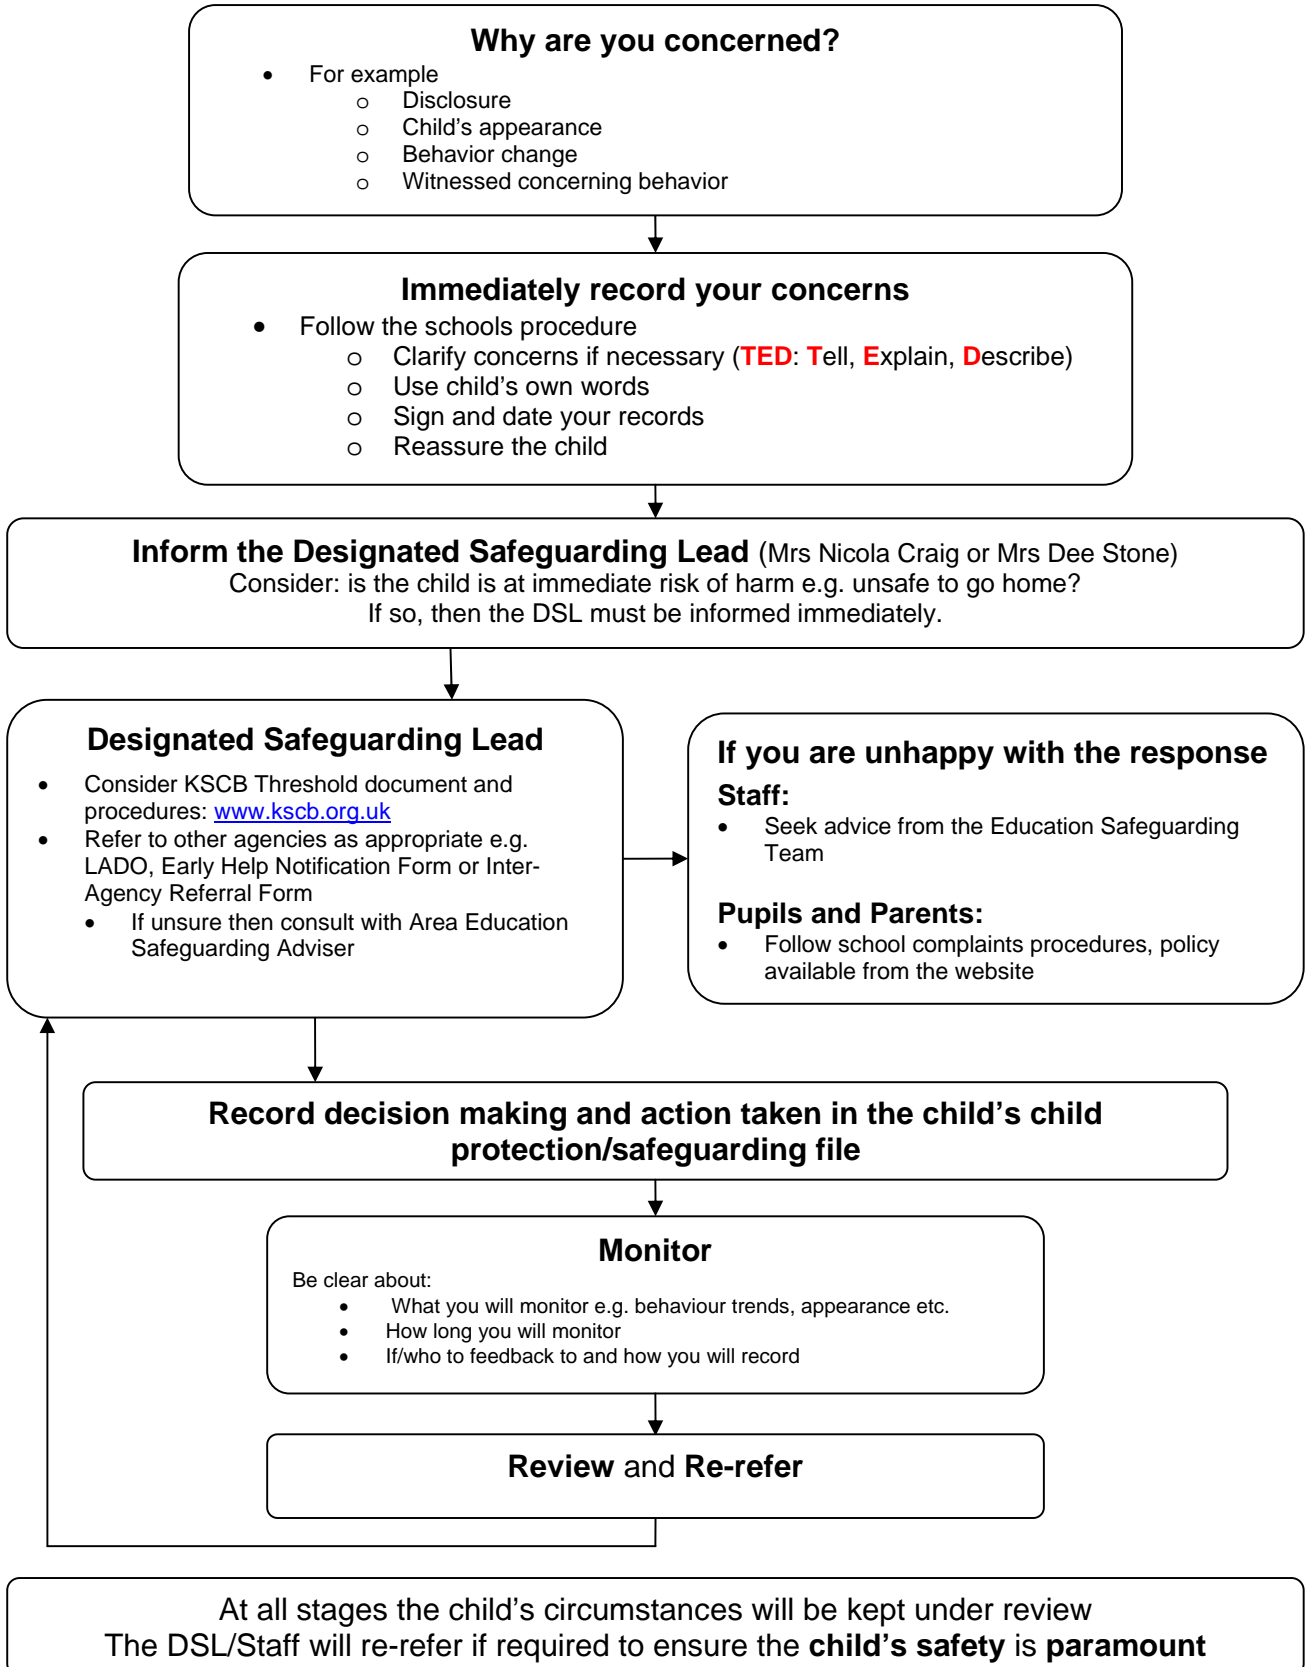 Why are you concerned?
• For example
o Disclosure
o Child's appearance
o Behavior change
o Witnessed concerning behavior
Immediately record your concerns
• Follow the schools procedure
o Clarify concerns if necessary (TED: Tell, Explain, Describe)
o Use child's own words
o Sign and date your records
o Reassure the child
Inform the Designated Safeguarding Lead (Mrs Nicola Craig or Mrs Dee Stone)
Consider: is the child is at immediate risk of harm e.g. unsafe to go home?
If so, then the DSL must be informed immediately.
Designated Safeguarding Lead
• Consider KSCB Threshold document and
procedures: www.kscb.org.uk
• Refer to other agencies as appropriate e.g.
LADO, Early Help Notification Form or Inter-
Agency Referral Form
• If unsure then consult with Area Education
Safeguarding Adviser
If you are unhappy with the response
Staff:
• Seek advice from the Education Safeguarding
Team
Pupils and Parents:
• Follow school complaints procedures, policy
available from the website
Record decision making and action taken in the child's child
protection/safeguarding file
Monitor
Be clear about:
• What you will monitor e.g. behaviour trends, appearance etc.
• How long you will monitor
• If/who to feedback to and how you will record
Review and Re-refer
At all stages the child's circumstances will be kept under review
The DSL/Staff will re-refer if required to ensure the child's safety is paramount